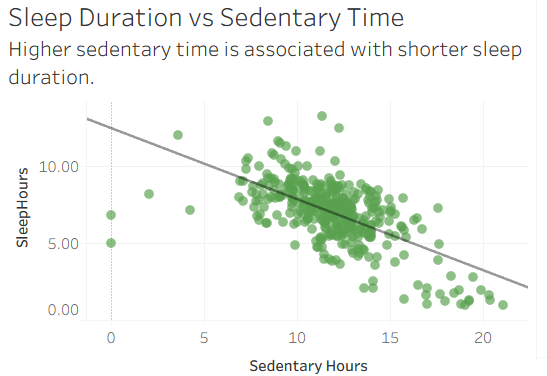 Sleep Duration vs Sedentary Time
Higher sedentary time is associated with shorter sleep
duration.
SleepHours
10.00
5.00
0.00
0 5 10 15 20
Sedentary Hours